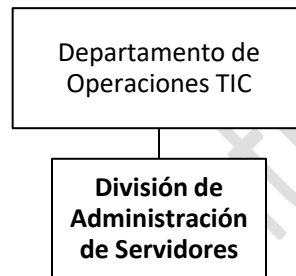 Departamento de
Operaciones TIC
División de
Administración
de Servidores